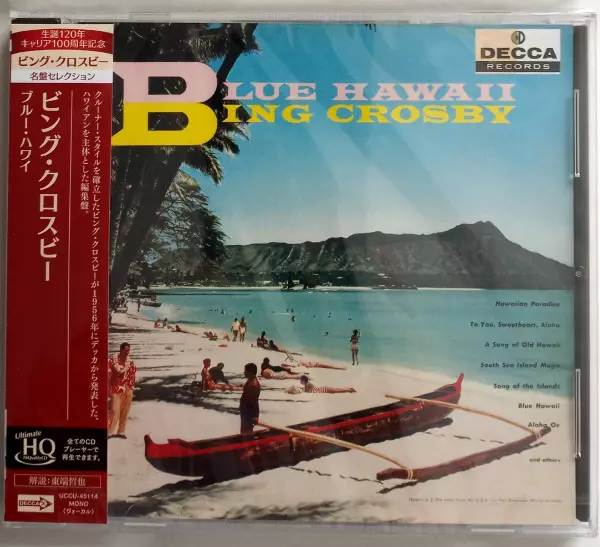 生誕120年
キャリア100周年記念
ビング・クロスビー
名盤セレクション
ビング・クロスビー
ブルー・ハワイ
クルーナー・スタイルを確立したビング・クロスビーが1956年にデッカから発表した、
ハワイアンを主体とした編集盤。
Ultimate
HQ
HiQualityCD
全てのCD
プレーヤーで
再生できます。
解説:東端哲也
DECCA
UCCU-45114
MONO
(ヴォーカル)
DECCA
RECORDS
BLUE HAWAII
BING CROSBY
Hawaiian Paradise
To You, Sweetheart, Aloha
A Song of Old Hawaii
South Sea Island Magic
Song of the Islands
Blue Hawaii
Aloha Oe
and others